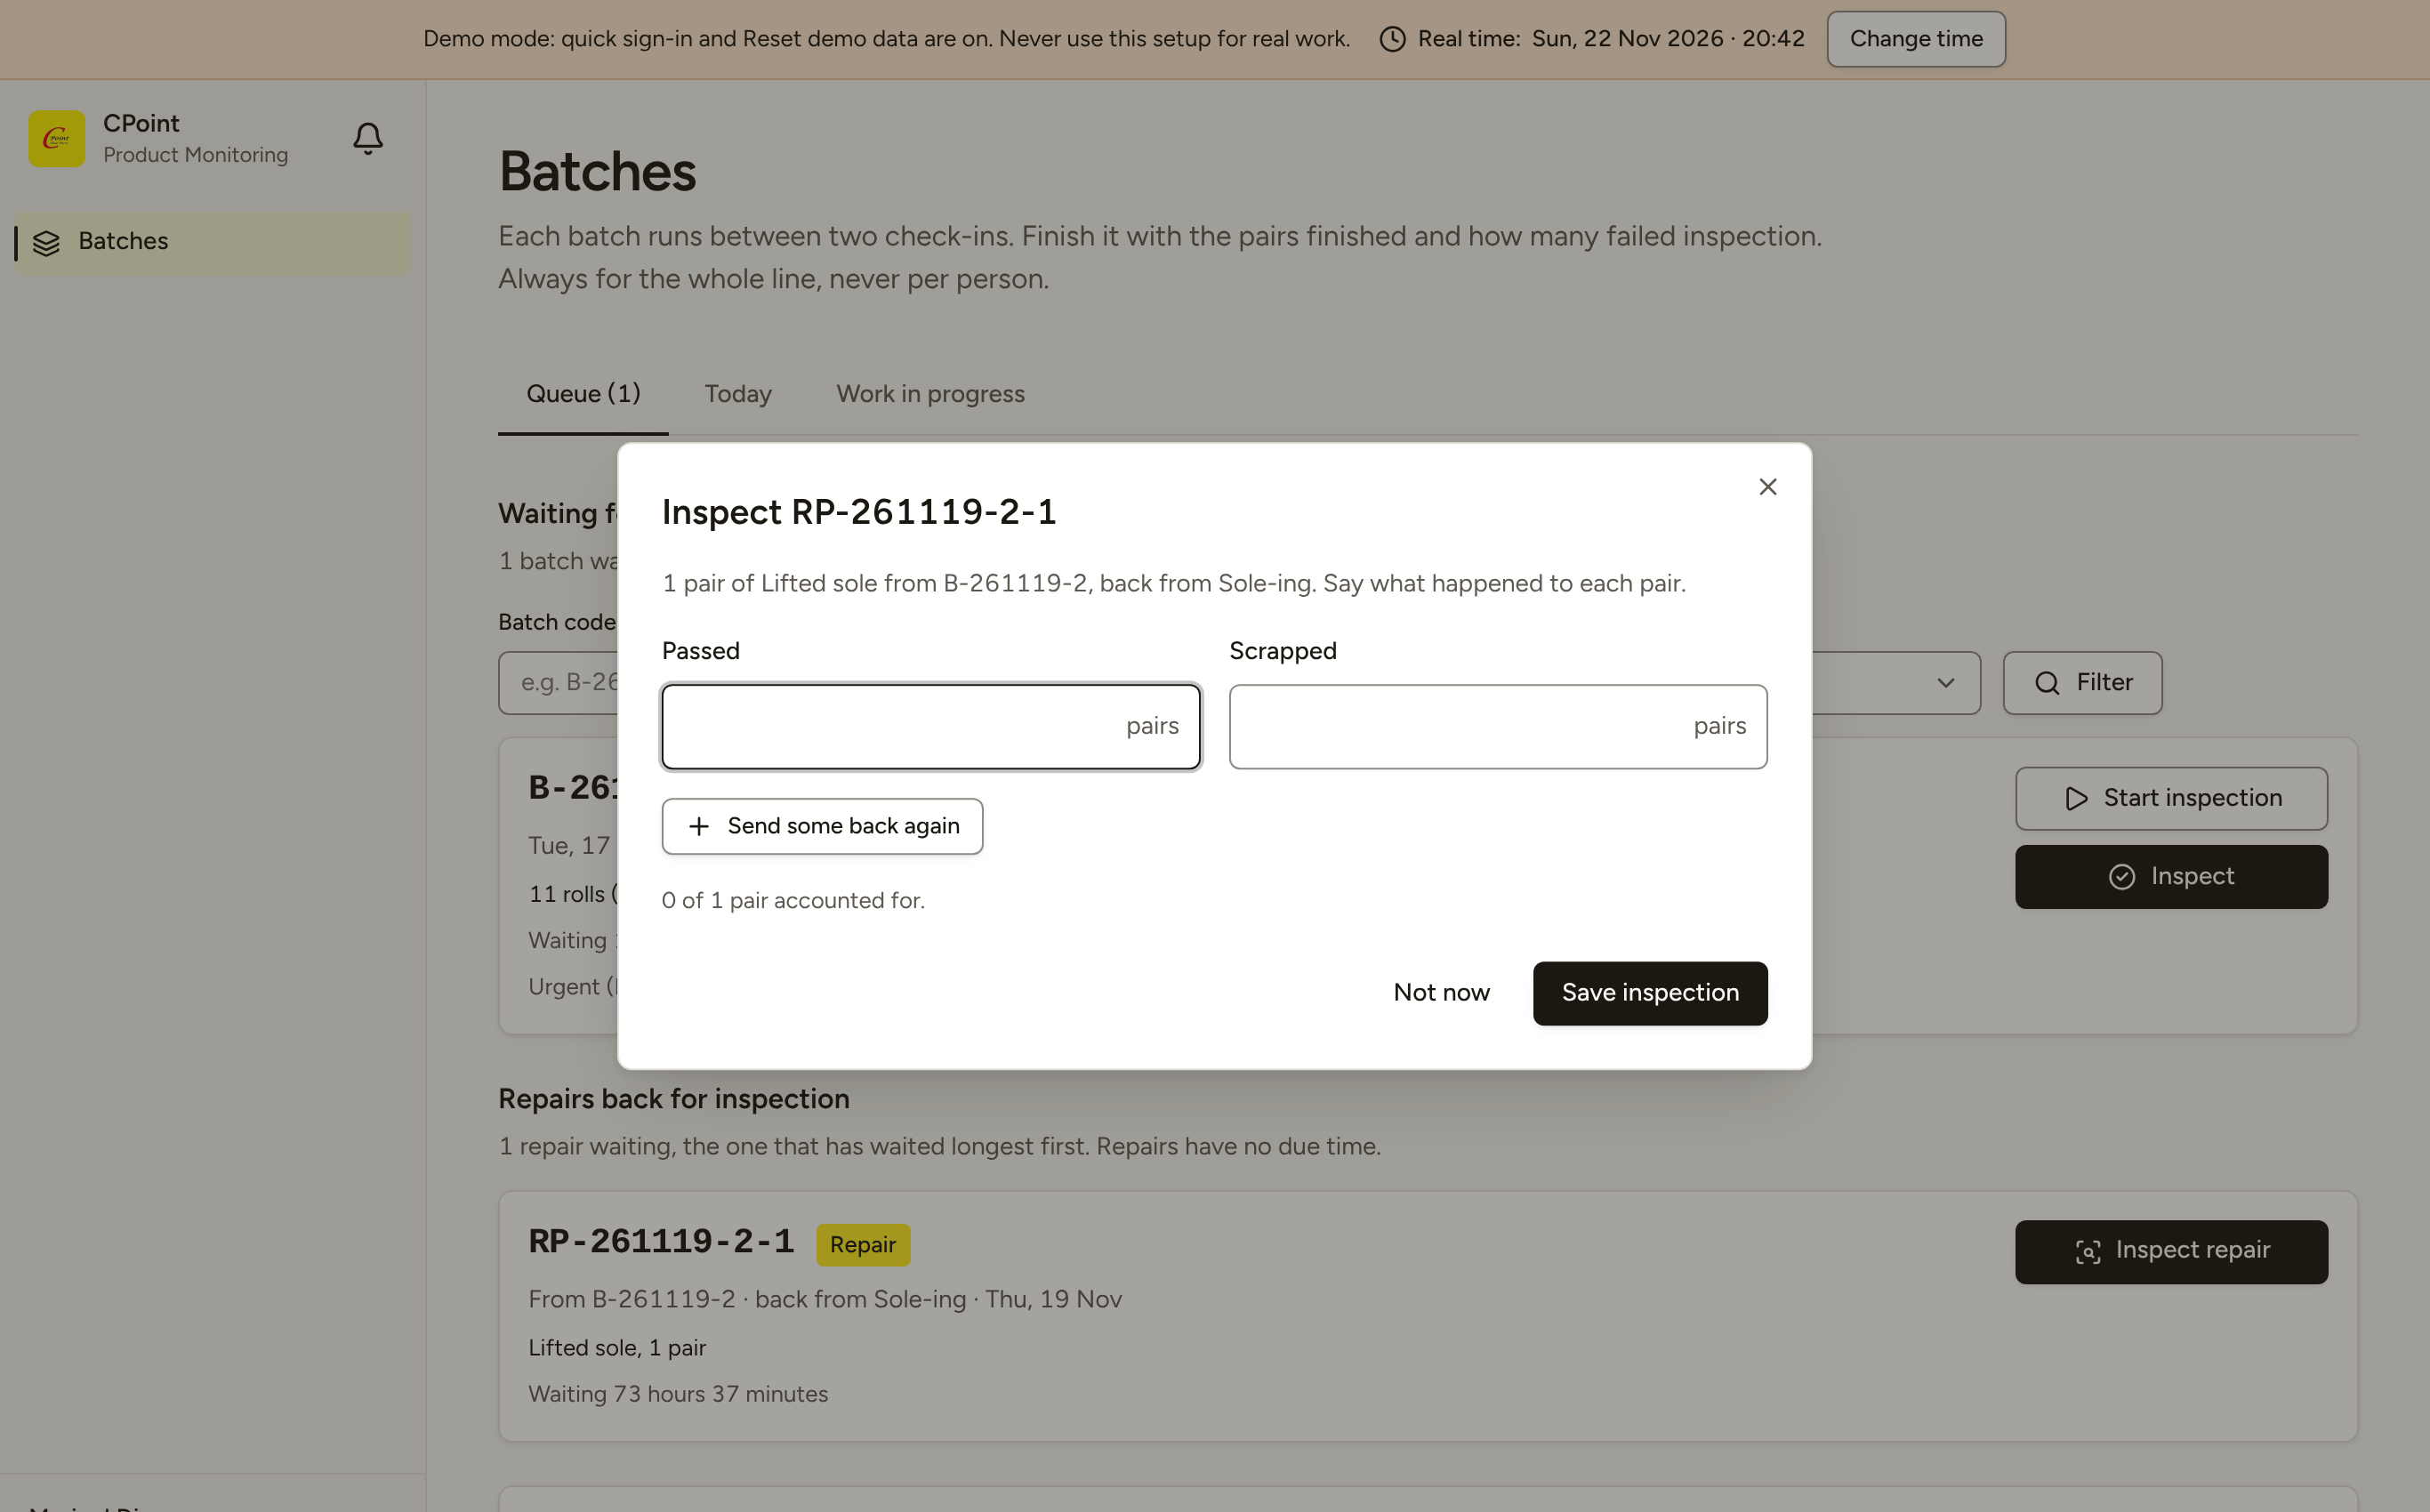 Demo mode: quick sign-in and Reset demo data are on. Never use this setup for real work.
Real time: Sun, 22 Nov 2026 · 20:42
Change time
CPoint
Product Monitoring
Batches
Batches
Each batch runs between two check-ins. Finish it with the pairs finished and how many failed inspection.
Always for the whole line, never per person.
Queue (1)
Today
Work in progress
Waiting
1 batch
Batch code
e.g. B-26
Filter
Inspect RP-261119-2-1
1 pair of Lifted sole from B-261119-2, back from Sole-ing. Say what happened to each pair.
Passed
Scrapped
pairs
pairs
Send some back again
0 of 1 pair accounted for.
Not now
Save inspection
B-261
Tue, 17
11 rolls (
Waiting
Urgent (
Start inspection
Inspect
Repairs back for inspection
1 repair waiting, the one that has waited longest first. Repairs have no due time.
RP-261119-2-1
Repair
From B-261119-2 · back from Sole-ing · Thu, 19 Nov
Lifted sole, 1 pair
Waiting 73 hours 37 minutes
Inspect repair